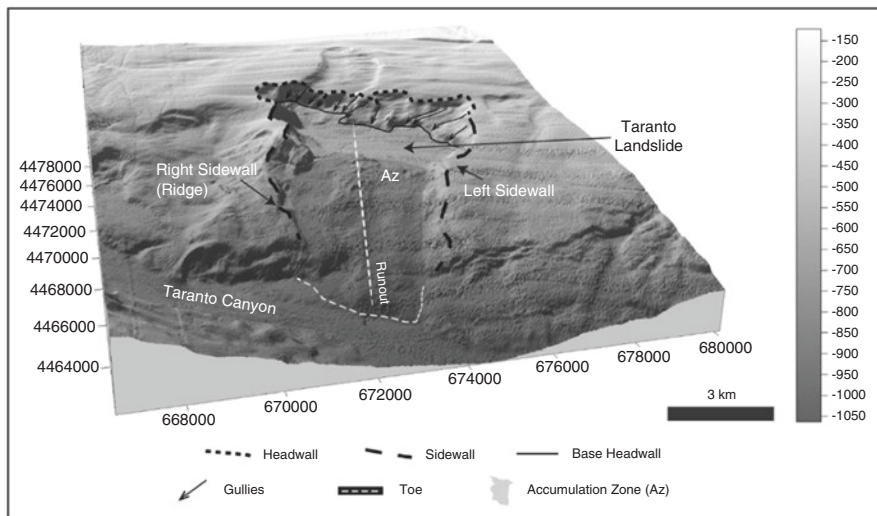 -150
-200
-250
-300
-350
-400
-450
-500
-550
-600
-650
-700
-750
-800
-850
-900
-950
-1000
-1050
Taranto
Landslide
Right Sidewall
(Ridge)
Az
Left Sidewall
Runout
Taranto Canyon
4478000
4476000
4474000
4472000
4470000
4468000
4466000
4464000
668000
670000
672000
674000
676000
678000
680000
3 km
Headwall
Sidewall
Base Headwall
Gullies
Toe
Accumulation Zone (Az)